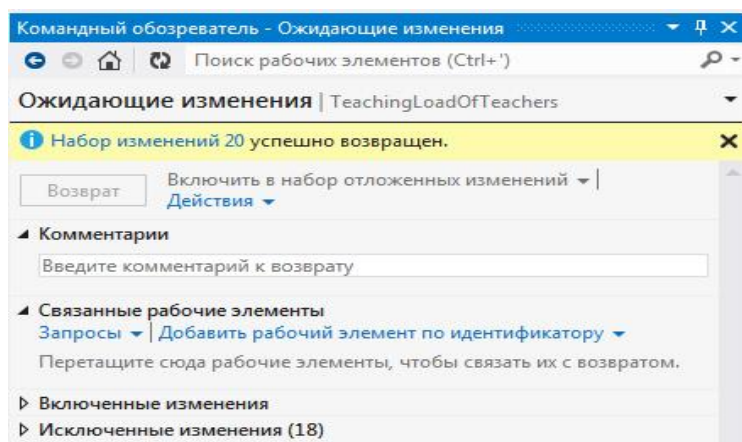 Командный обозреватель - Ожидающие изменения
Поиск рабочих элементов (Ctrl+')
Ожидающие изменения | TeachingLoadOfTeachers
Набор изменений 20 успешно возвращен.
Возврат Включить в набор отложенных изменений |
Действия
Комментарии
Введите комментарий к возврату
Связанные рабочие элементы
Запросы | Добавить рабочий элемент по идентификатору
Перетащите сюда рабочие элементы, чтобы связать их с возвратом.
Включенные изменения
Исключенные изменения (18)